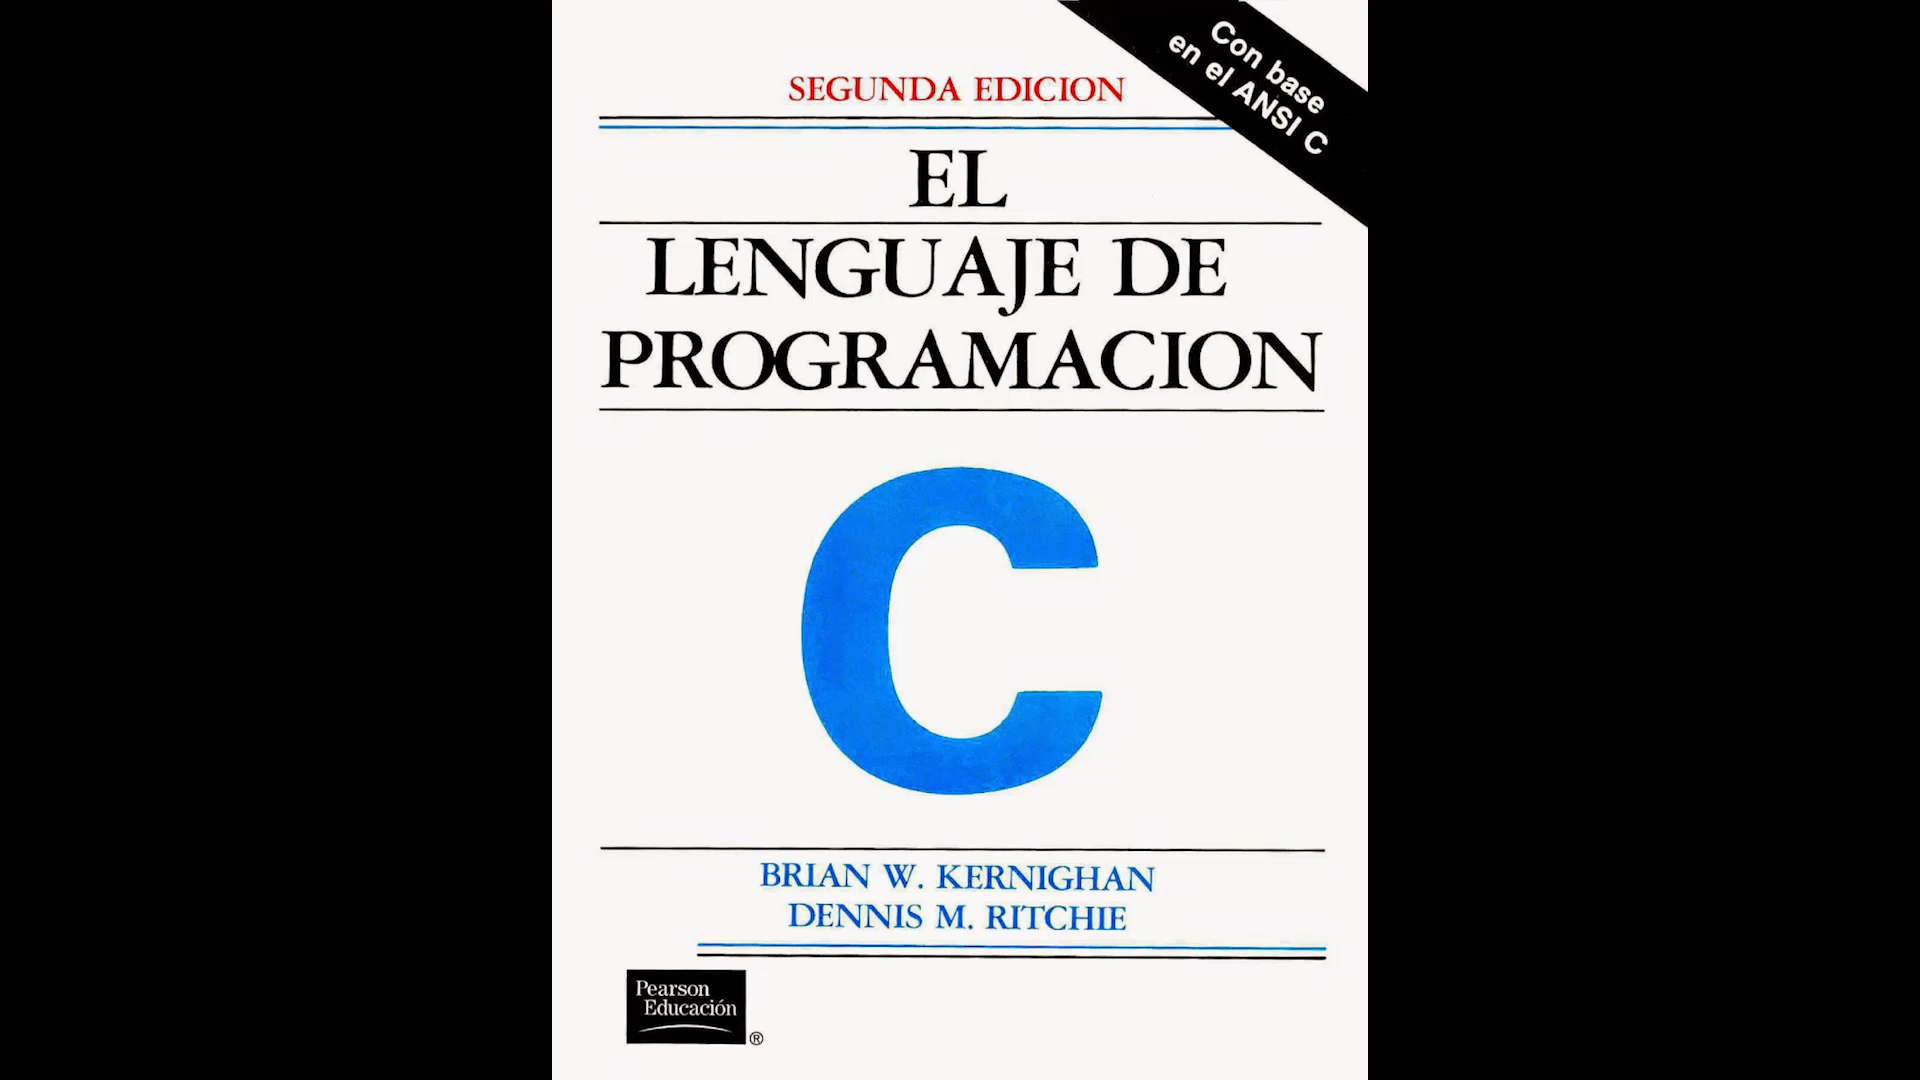 Con base
en el ANSI C
SEGUNDA EDICION
EL
LENGUAJE DE
PROGRAMACION
C
BRIAN W. KERNIGHAN
DENNIS M. RITCHIE
Pearson
Educación
®